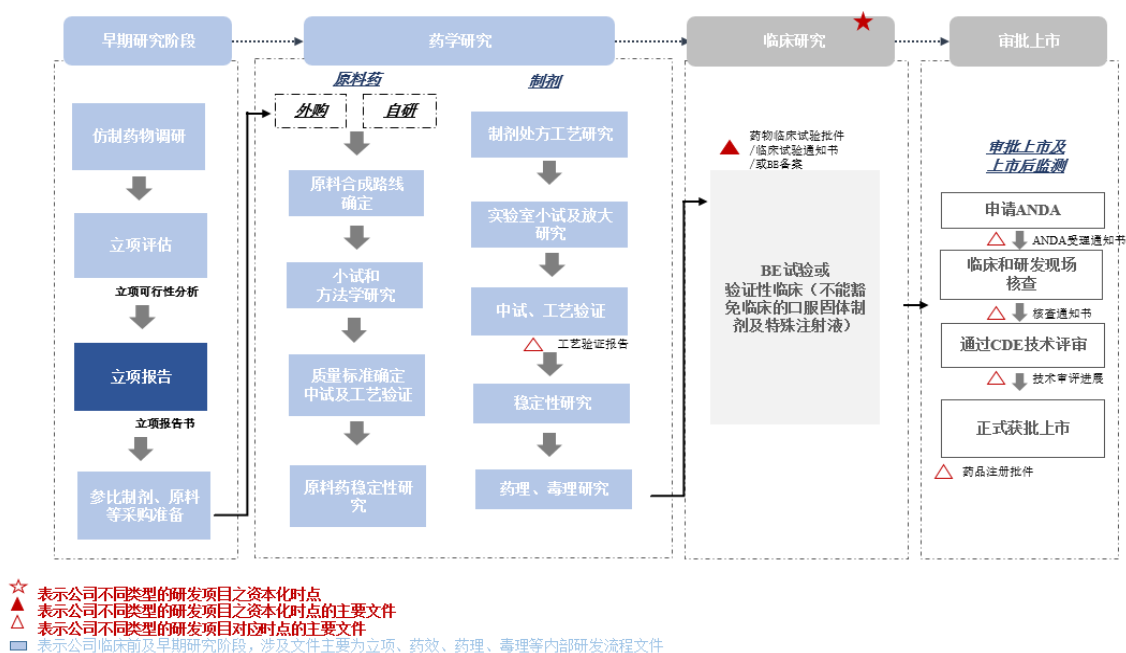 早期研究阶段
药学研究
临床研究
审批上市
仿制药物调研
立项评估
立项可行性分析
立项报告
立项报告书
参比制剂、原料
等采购准备
原料药
外购
自研
原料合成路线
确定
小试和
方法学研究
质量标准确定
中试及工艺验证
原料药稳定性研
究
制剂
制剂处方工艺研究
实验室小试及放大
研究
中试、工艺验证
工艺验证报告
稳定性研究
药理、毒理研究
药物临床试验批件
/临床试验通知书
/或BE备案
BE试验或
验证性临床（不能豁
免临床的口服固体制
剂及特殊注射液）
审批上市及
上市后监测
申请ANDA
ANDA受理通知书
临床和研发现场
核查
核查通知书
通过CDE技术评审
技术审评进展
正式获批上市
药品注册批件
表示公司不同类型的研发项目之资本化时点
表示公司不同类型的研发项目之资本化时点的主要文件
表示公司不同类型的研发项目对应时点的主要文件
表示公司临床前及早期研究阶段，涉及文件主要为立项、药效、药理、毒理等内部研发流程文件